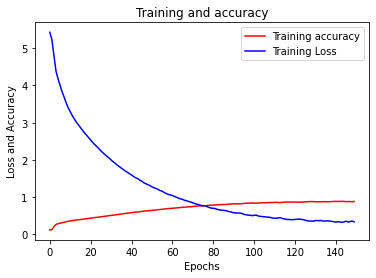 Training and accuracy
Training accuracy
Training Loss
Loss and Accuracy
5
4
3
2
1
0
0 20 40 60 80 100 120 140
Epochs